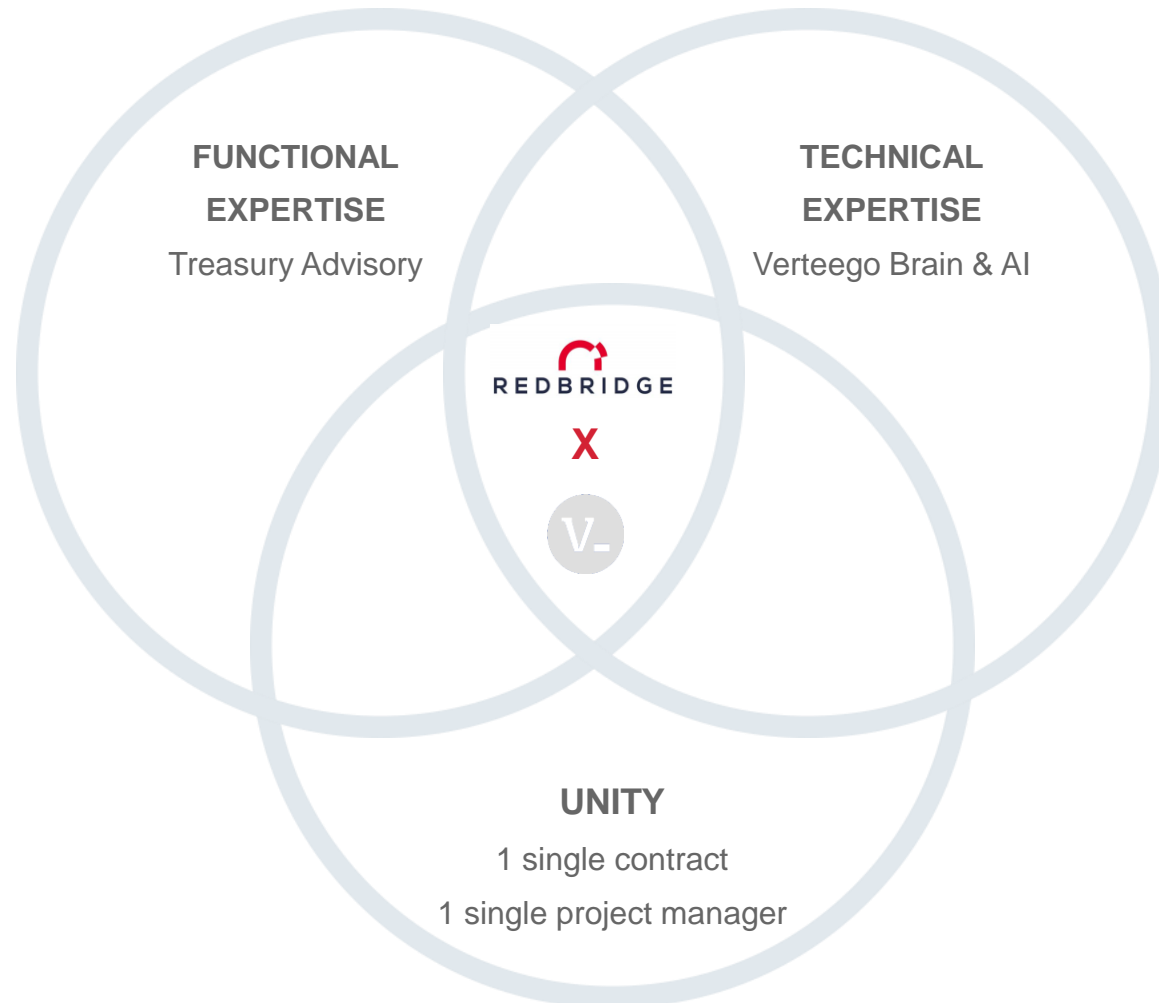 FUNCTIONAL
EXPERTISE
Treasury Advisory
TECHNICAL
EXPERTISE
Verteego Brain & AI
REDBRIDGE
X
V_
UNITY
1 single contract
1 single project manager